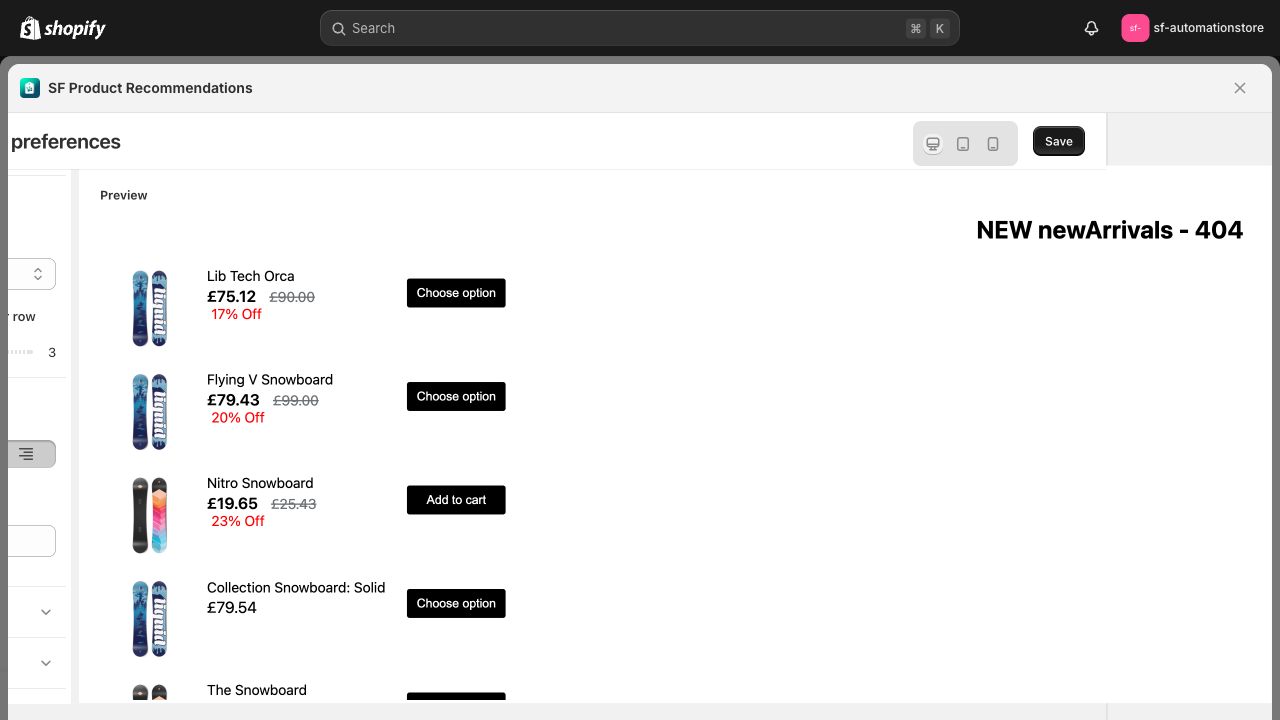 shopify
Search
⌘ K
sf-
sf-automationstore
SF Product Recommendations
preferences
Save
Preview
NEW newArrivals - 404
Lib Tech Orca
£75.12 £90.00
17% Off
Choose option
r row
3
Flying V Snowboard
£79.43 £99.00
20% Off
Choose option
Nitro Snowboard
£19.65 £25.43
23% Off
Add to cart
Collection Snowboard: Solid
£79.54
Choose option
The Snowboard